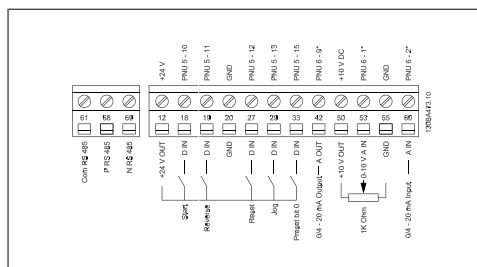 +24 V
PNU 5 - 10
PNU 5 - 11
GND
PNU 5 - 12
PNU 5 - 13
PNU 5 - 15
PNU 6 - 9*
+10 V DC
PNU 6 - 1*
GND
PNU 6 - 2*
61 68 69 12 18 19 20 27 29 33 42 50 53 55 60
130BA473.10
Com RS 485
P RS 485
N RS 485
+24 V OUT
D IN
D IN
GND
D IN
D IN
D IN
0/4 - 20 mA Output
A OUT
+10 V OUT
0-10 V A IN
GND
0/4 - 20 mA Input
A IN
Start
Reverse
Reset
Jog
Preset bit 0
1K Ohm